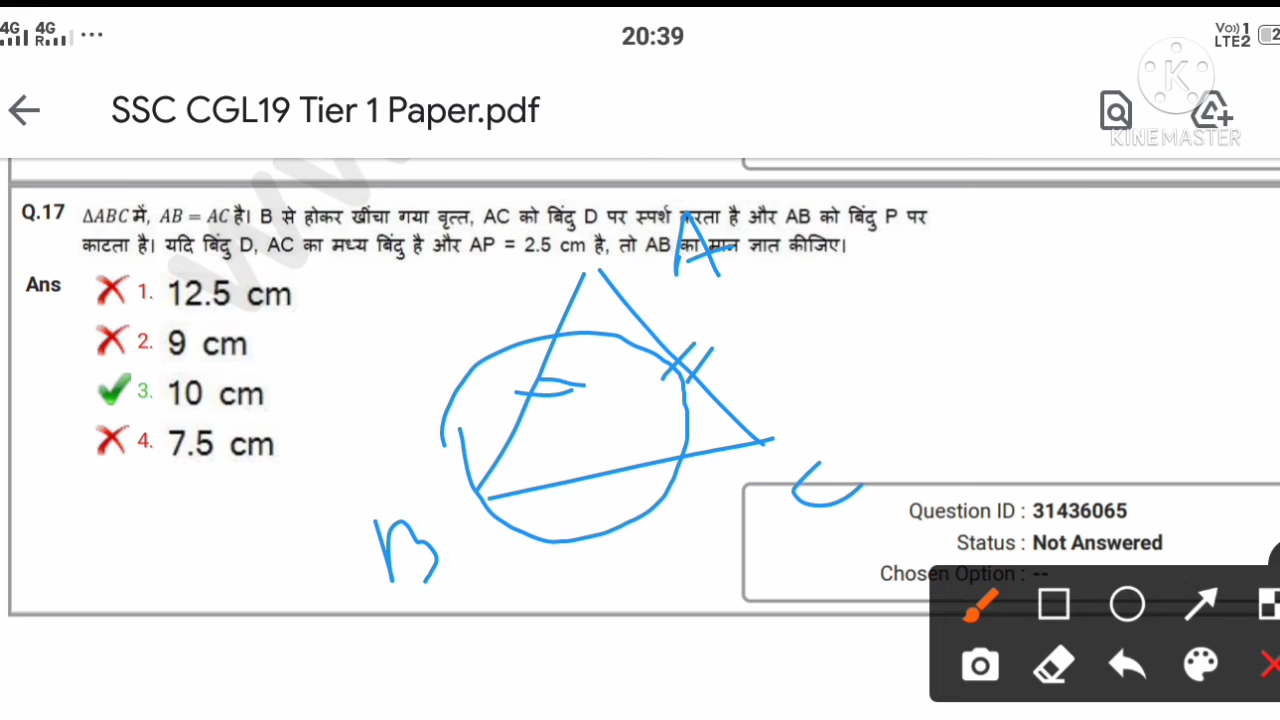 4G 4G R ... 20:39 Vo)) 1 LTE2 2
SSC CGL19 Tier 1 Paper.pdf
K
KINEMASTER
Q.17 ΔABC में, AB = AC है। B से होकर खींचा गया वृत्त, AC को बिंदु D पर स्पर्श करता है और AB को बिंदु P पर
काटता है। यदि बिंदु D, AC का मध्य बिंदु है और AP = 2.5 cm है, तो AB का मान ज्ञात कीजिए।
A
Ans 1. 12.5 cm
2. 9 cm
3. 10 cm
4. 7.5 cm
B
C
Question ID : 31436065
Status : Not Answered
Chosen Option : --